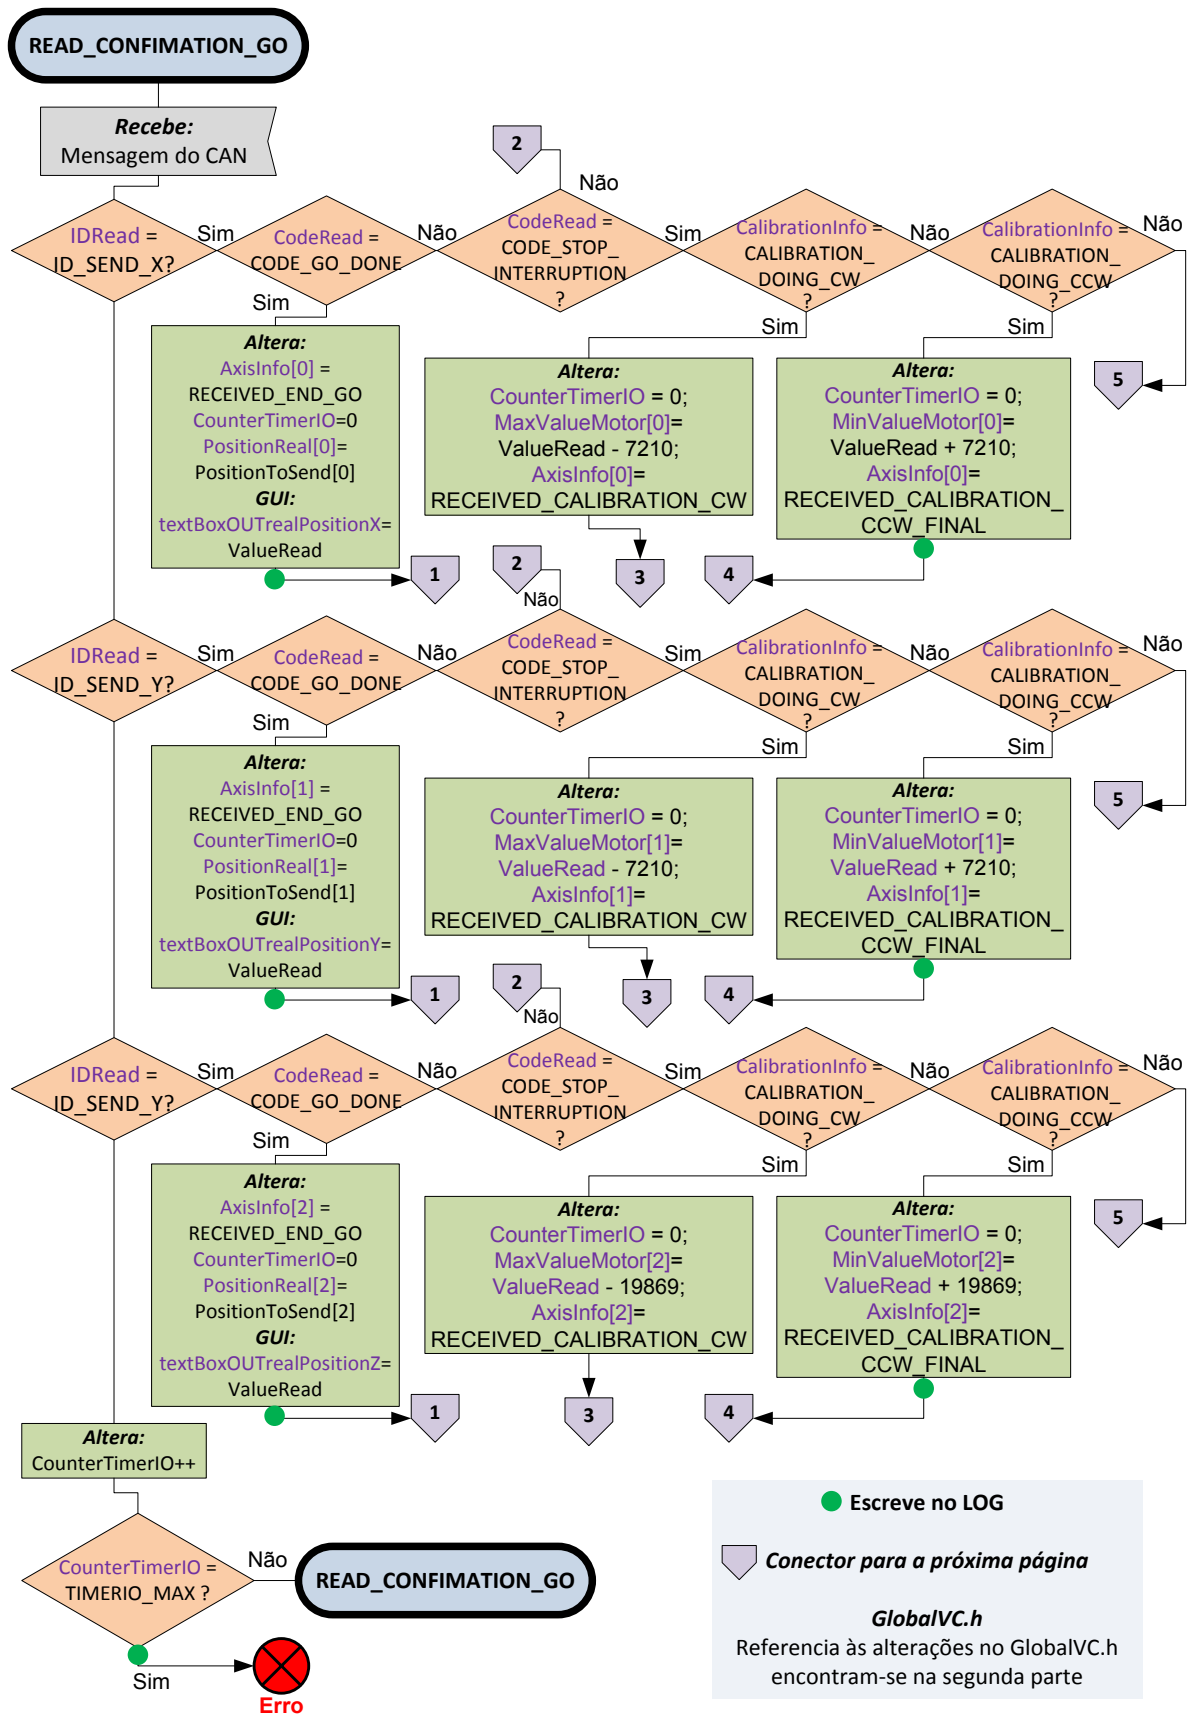 READ_CONFIMATION_GO
Recebe:
Mensagem do CAN
2
Não
IDRead =
ID_SEND_X?
Sim
CodeRead =
CODE_GO_DONE
Não
CodeRead =
CODE_STOP_
INTERRUPTION
?
Sim
CalibrationInfo =
CALIBRATION_
DOING_CW
?
Não
CalibrationInfo =
CALIBRATION_
DOING_CCW
?
Não
Sim
Sim
Sim
Altera:
AxisInfo[0] =
RECEIVED_END_GO
CounterTimerIO=0
PositionReal[0]=
PositionToSend[0]
GUI:
textBoxOUTrealPositionX=
ValueRead
Altera:
CounterTimerIO = 0;
MaxValueMotor[0]=
ValueRead - 7210;
AxisInfo[0]=
RECEIVED_CALIBRATION_CW
Altera:
CounterTimerIO = 0;
MinValueMotor[0]=
ValueRead + 7210;
AxisInfo[0]=
RECEIVED_CALIBRATION_
CCW_FINAL
5
1
2
3
4
Não
IDRead =
ID_SEND_Y?
Sim
CodeRead =
CODE_GO_DONE
Não
CodeRead =
CODE_STOP_
INTERRUPTION
?
Sim
CalibrationInfo =
CALIBRATION_
DOING_CW
?
Não
CalibrationInfo =
CALIBRATION_
DOING_CCW
?
Não
Sim
Sim
Sim
Altera:
AxisInfo[1] =
RECEIVED_END_GO
CounterTimerIO=0
PositionReal[1]=
PositionToSend[1]
GUI:
textBoxOUTrealPositionY=
ValueRead
Altera:
CounterTimerIO = 0;
MaxValueMotor[1]=
ValueRead - 7210;
AxisInfo[1]=
RECEIVED_CALIBRATION_CW
Altera:
CounterTimerIO = 0;
MinValueMotor[1]=
ValueRead + 7210;
AxisInfo[1]=
RECEIVED_CALIBRATION_
CCW_FINAL
5
1
2
3
4
Não
IDRead =
ID_SEND_Y?
Sim
CodeRead =
CODE_GO_DONE
Não
CodeRead =
CODE_STOP_
INTERRUPTION
?
Sim
CalibrationInfo =
CALIBRATION_
DOING_CW
?
Não
CalibrationInfo =
CALIBRATION_
DOING_CCW
?
Não
Sim
Sim
Sim
Altera:
AxisInfo[2] =
RECEIVED_END_GO
CounterTimerIO=0
PositionReal[2]=
PositionToSend[2]
GUI:
textBoxOUTrealPositionZ=
ValueRead
Altera:
CounterTimerIO = 0;
MaxValueMotor[2]=
ValueRead - 19869;
AxisInfo[2]=
RECEIVED_CALIBRATION_CW
Altera:
CounterTimerIO = 0;
MinValueMotor[2]=
ValueRead + 19869;
AxisInfo[2]=
RECEIVED_CALIBRATION_
CCW_FINAL
5
1
3
4
Altera:
CounterTimerIO++
CounterTimerIO =
TIMERIO_MAX ?
Não
READ_CONFIMATION_GO
Sim
Erro
Escreve no LOG
Conector para a próxima página
GlobalVC.h
Referencia às alterações no GlobalVC.h
encontram-se na segunda parte